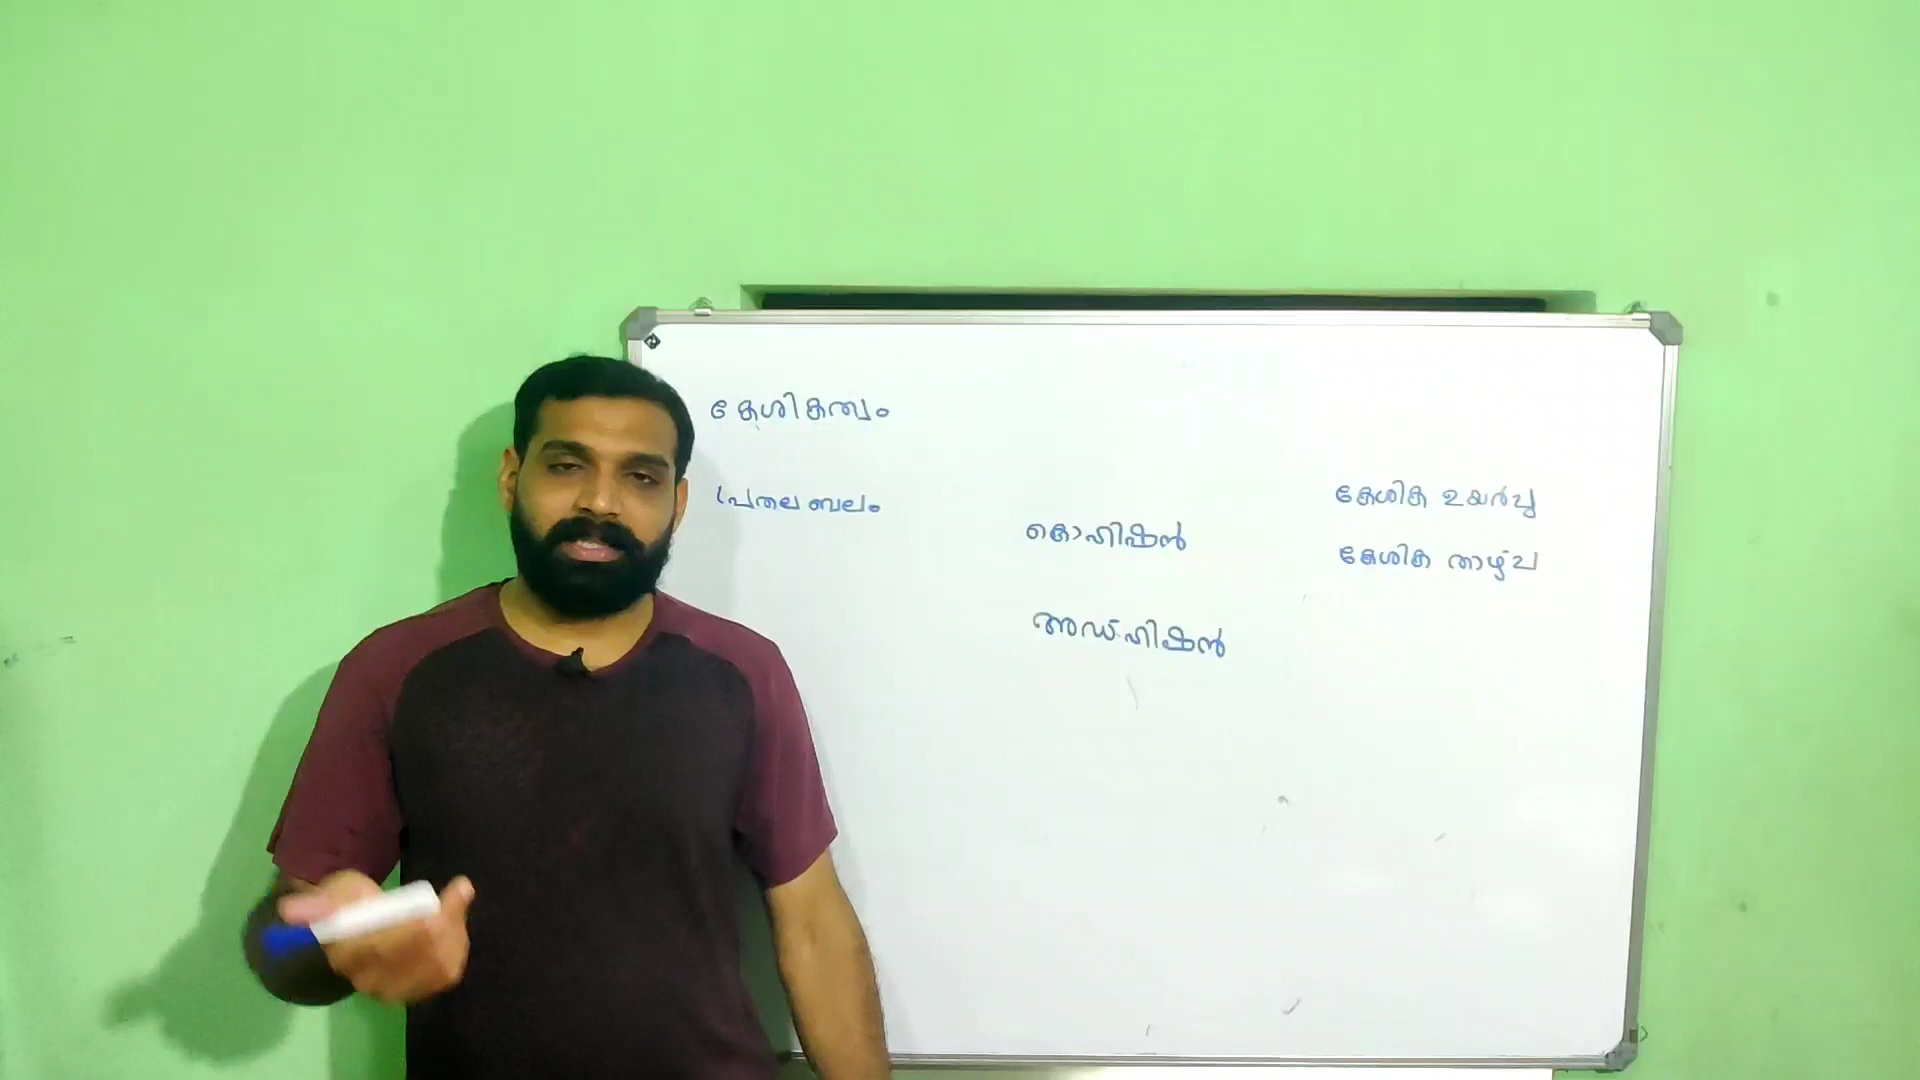 കേശികത്വം
പ്രതലബലം
കൊഹിഷൻ
അഡ്ഹിഷൻ
കേശിക ഉയർച്ച
കേശിക താഴ്ച